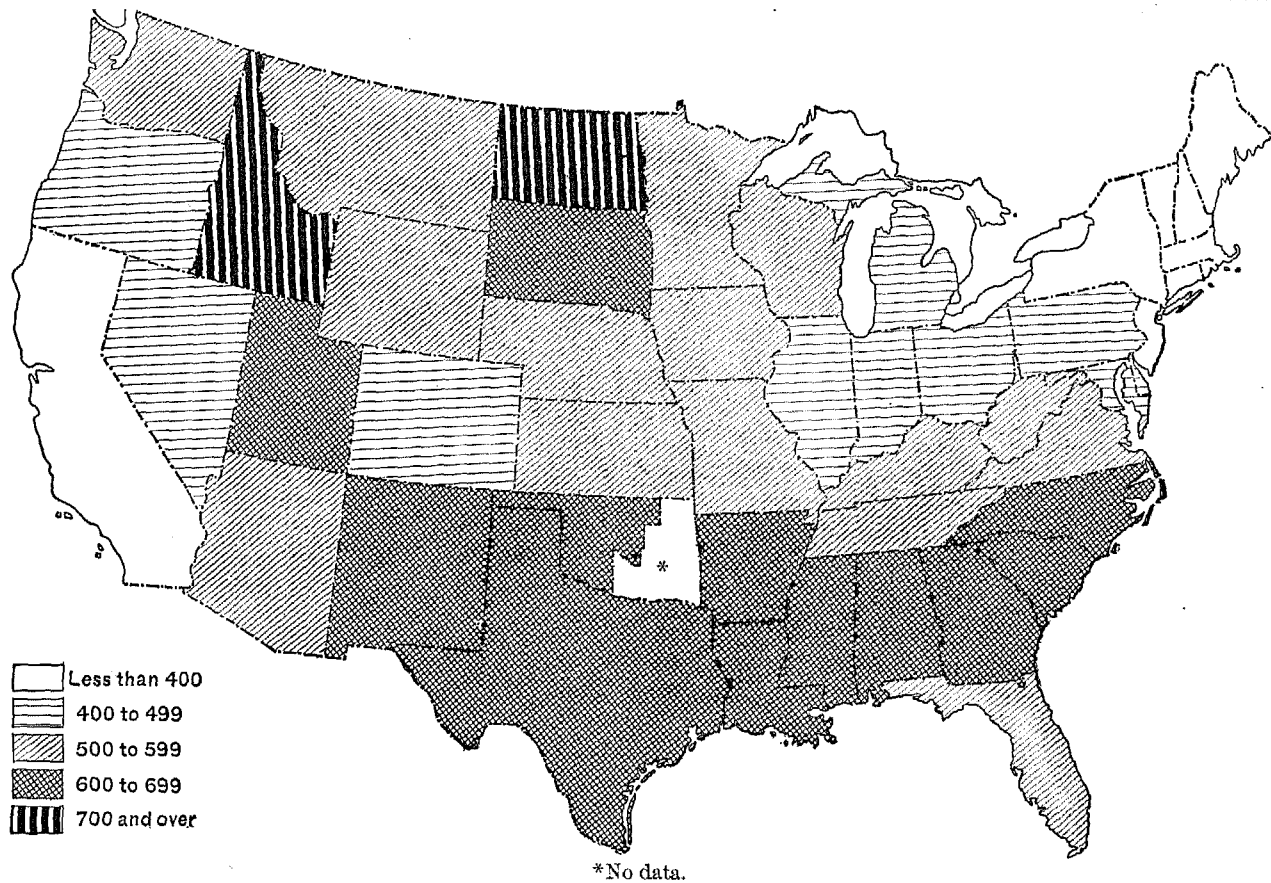 *
Less than 400
400 to 499
500 to 599
600 to 699
700 and over
*No data.